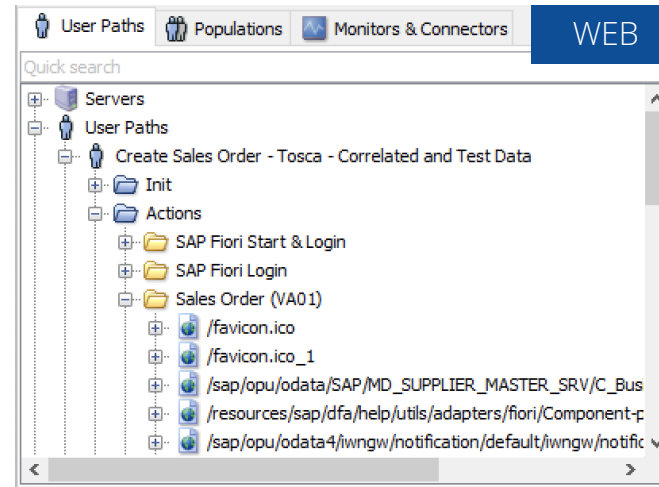 User Paths Populations Monitors & Connectors WEB
Quick search
Servers
User Paths
Create Sales Order - Tosca - Correlated and Test Data
Init
Actions
SAP Fiori Start & Login
SAP Fiori Login
Sales Order (VA01)
/favicon.ico
/favicon.ico_1
/sap/opu/odata/SAP/MD_SUPPLIER_MASTER_SRV/C_Bus
/resources/sap/dfa/help/utils/adapters/fiori/Component-p
/sap/opu/odata4/iwngw/notification/default/iwngw/notific